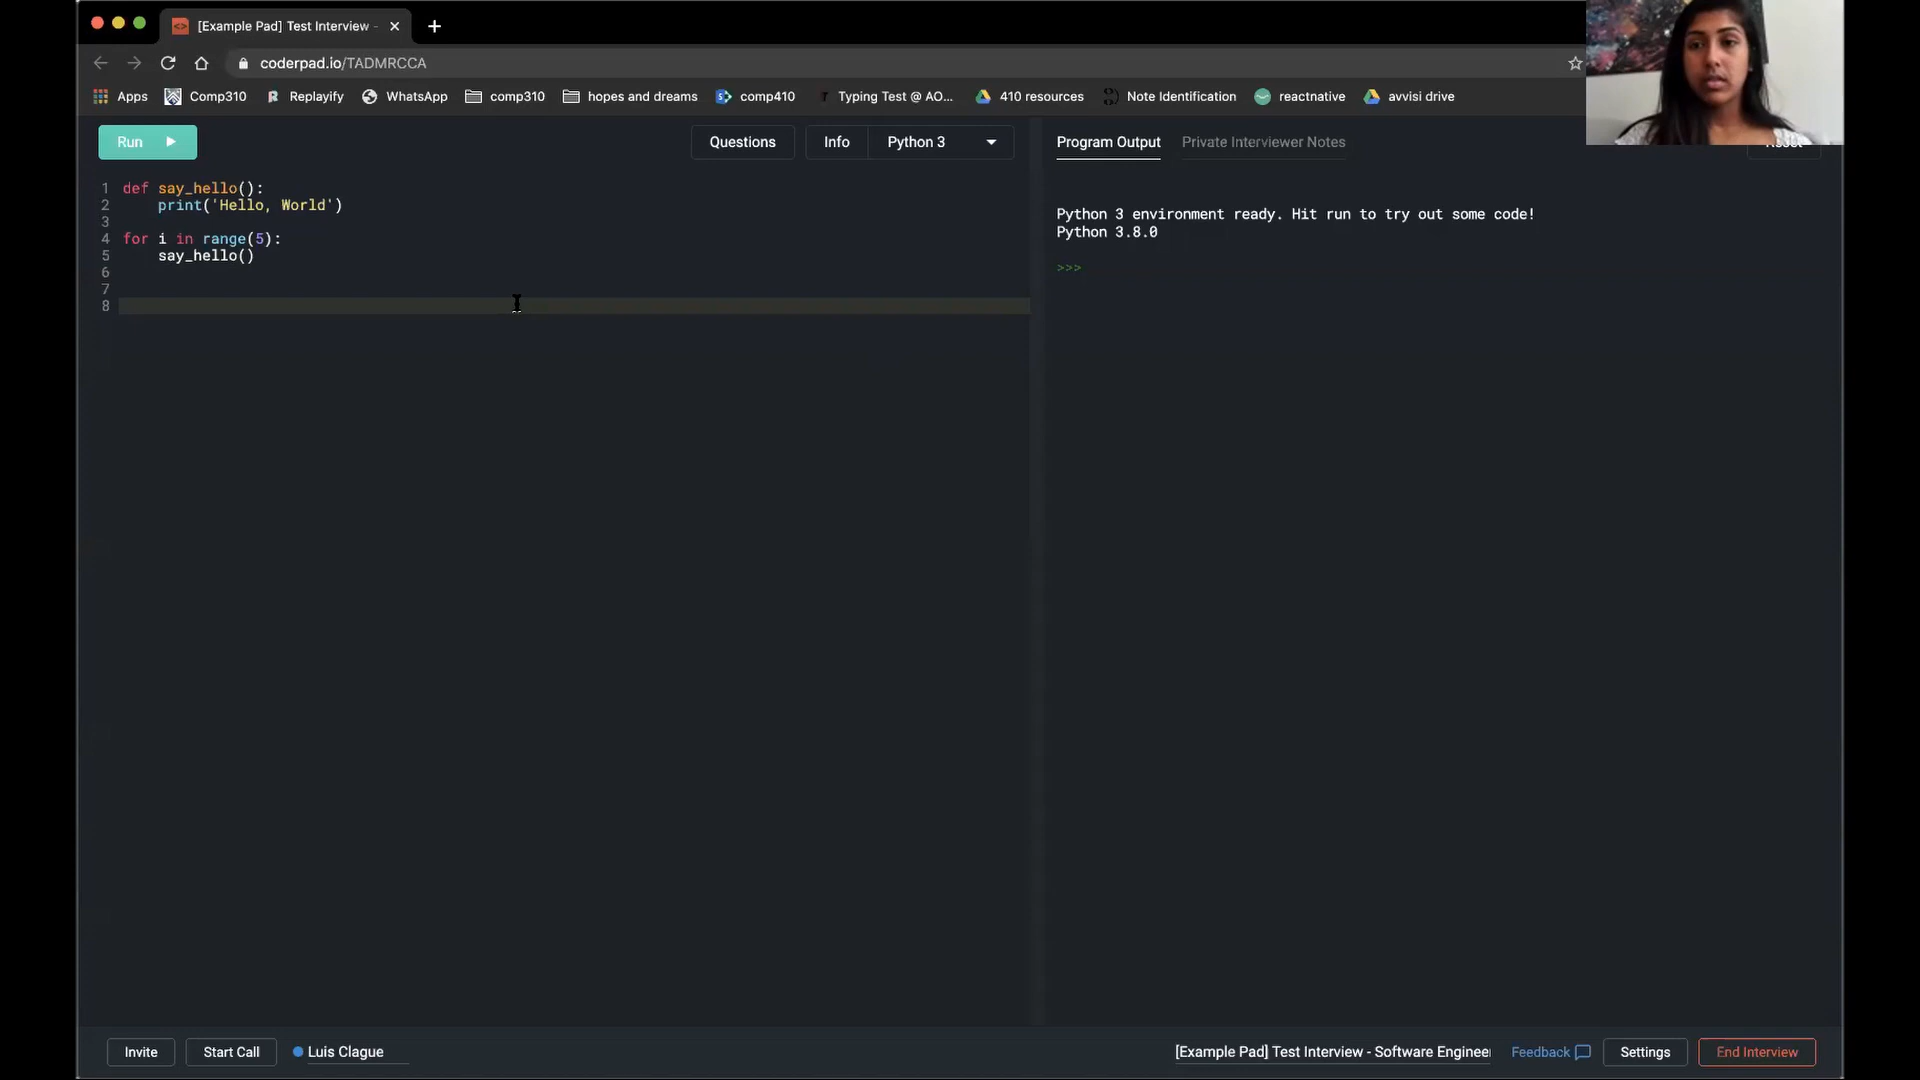 [Example Pad] Test Interview -
coderpad.io/TADMRCCA
Apps Comp310 Replayify WhatsApp comp310 hopes and dreams comp410 Typing Test @ AO... 410 resources Note Identification reactnative avvisi drive
Run Questions Info Python 3 Program Output Private Interviewer Notes Reset
1 def say_hello():
2     print('Hello, World')
3
4 for i in range(5):
5     say_hello()
6
7
8
Python 3 environment ready. Hit run to try out some code!
Python 3.8.0
>>>
Invite Start Call Luis Clague [Example Pad] Test Interview - Software Enginee Feedback Settings End Interview